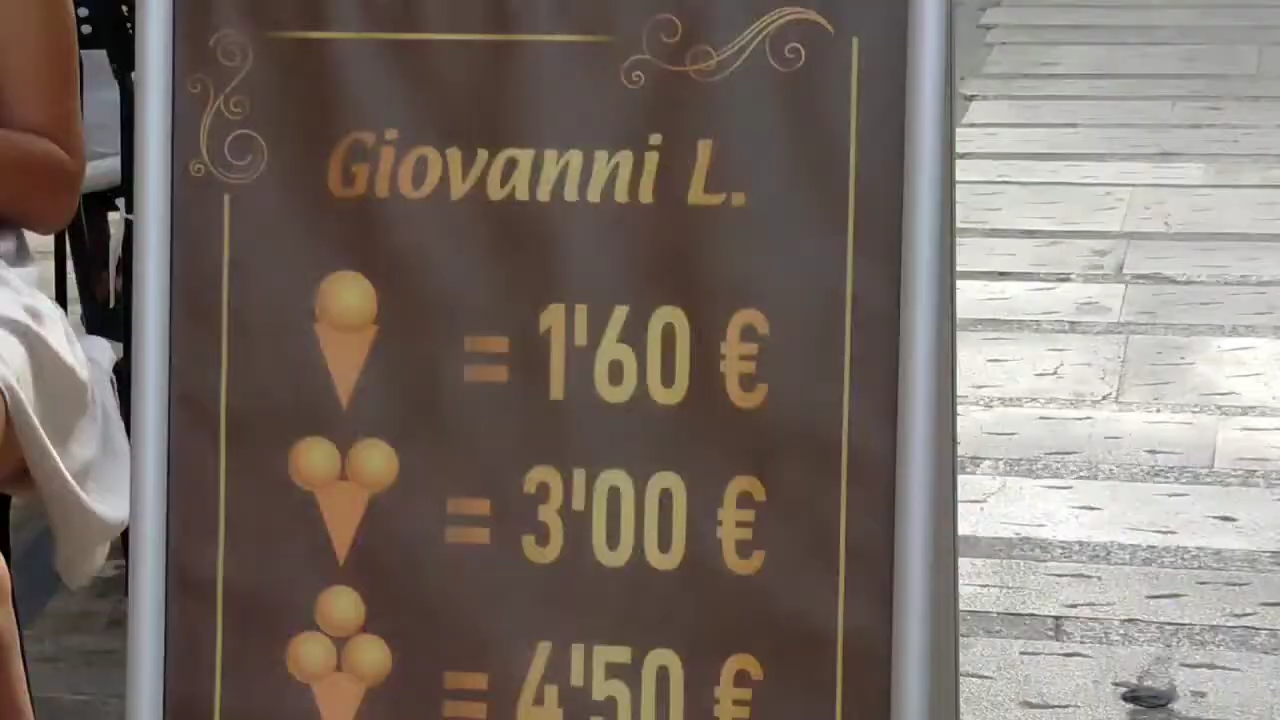 Giovanni L.
= 1'60 €
= 3'00 €
= 4'50 €